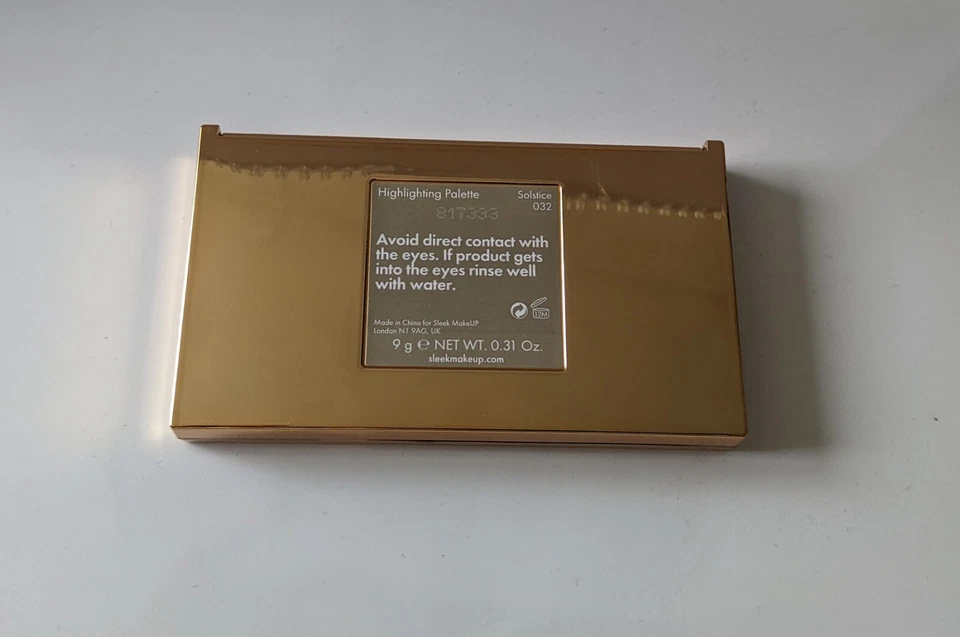 Highlighting Palette Solstice
032
817333
Avoid direct contact with
the eyes. If product gets
into the eyes rinse well
with water.
12M
Made in China for Sleek MakeUP
London N1 9AG, UK
9 g ℮ NET WT. 0.31 Oz.
sleekmakeup.com